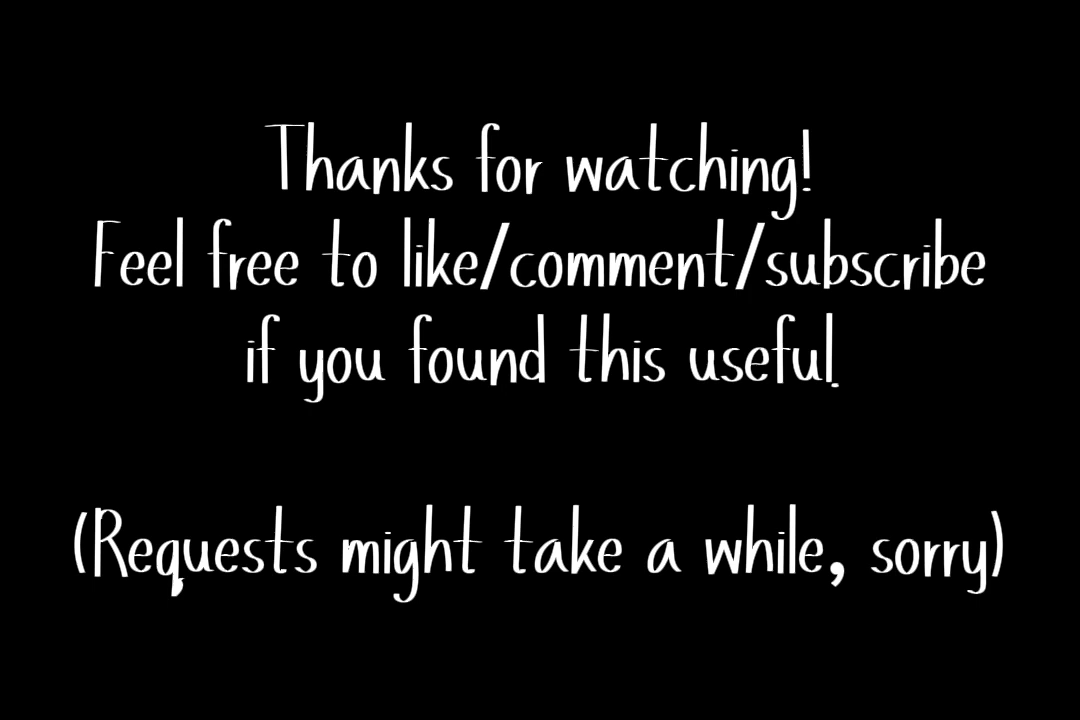 Thanks for watching!
Feel free to like/comment/subscribe
if you found this useful.
(Requests might take a while, sorry)